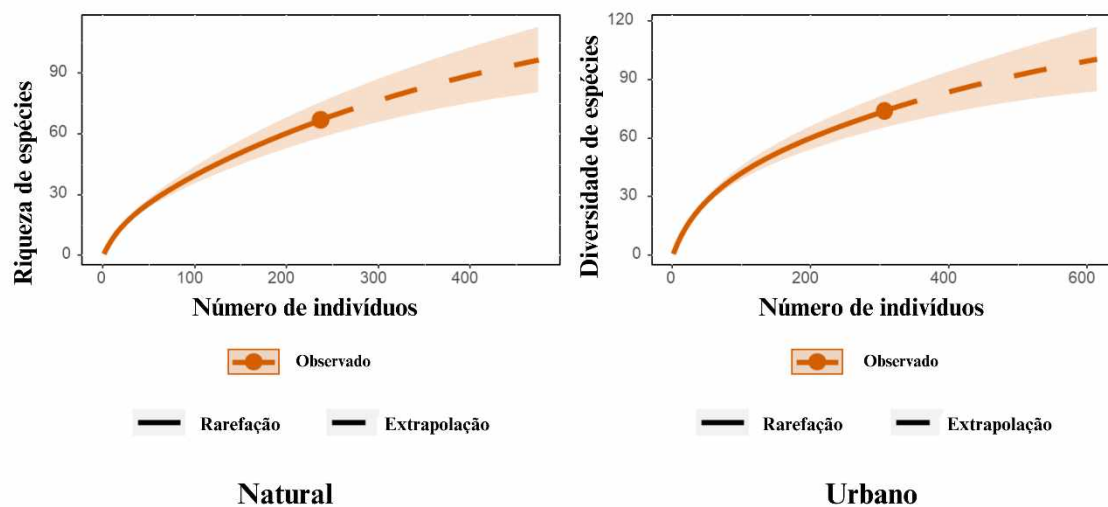 Riqueza de espécies
90
60
30
0
0
100
200
300
400
Número de indivíduos
Observado
Rarefação
Extrapolação
Natural
Diversidade de espécies
120
90
60
30
0
0
200
400
600
Número de indivíduos
Observado
Rarefação
Extrapolação
Urbano